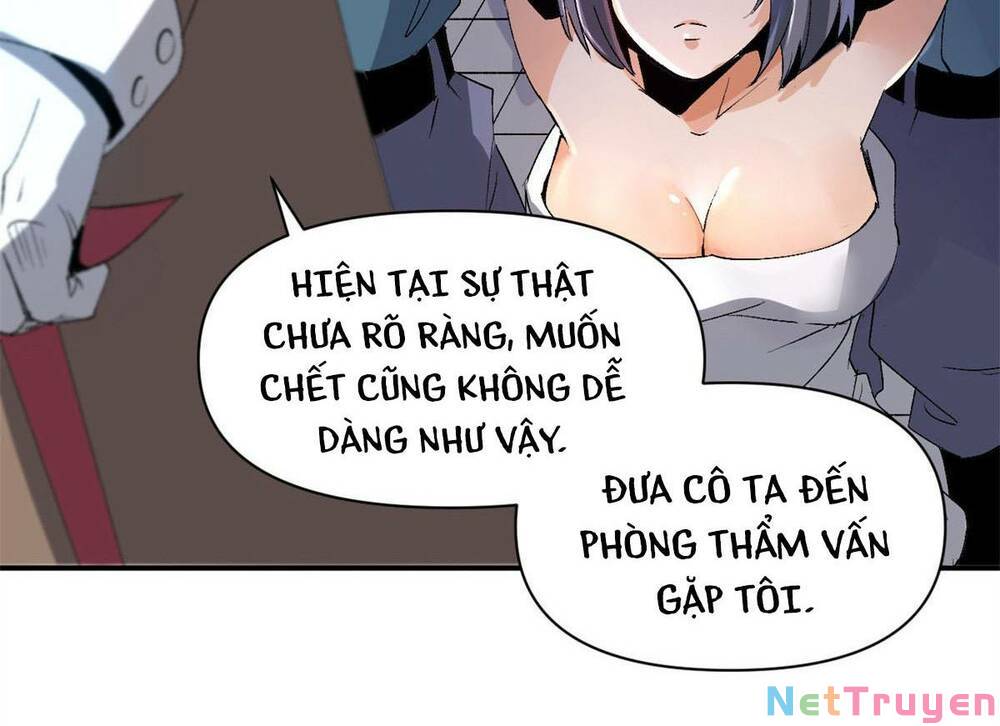 HIỆN TẠI SỰ THẬT
CHƯA RÕ RÀNG, MUỐN
CHẾT CŨNG KHÔNG DỄ
DÀNG NHƯ VẬY.
ĐƯA CÔ TA ĐẾN
PHÒNG THẨM VẤN
GẶP TÔI.
NetTruyen